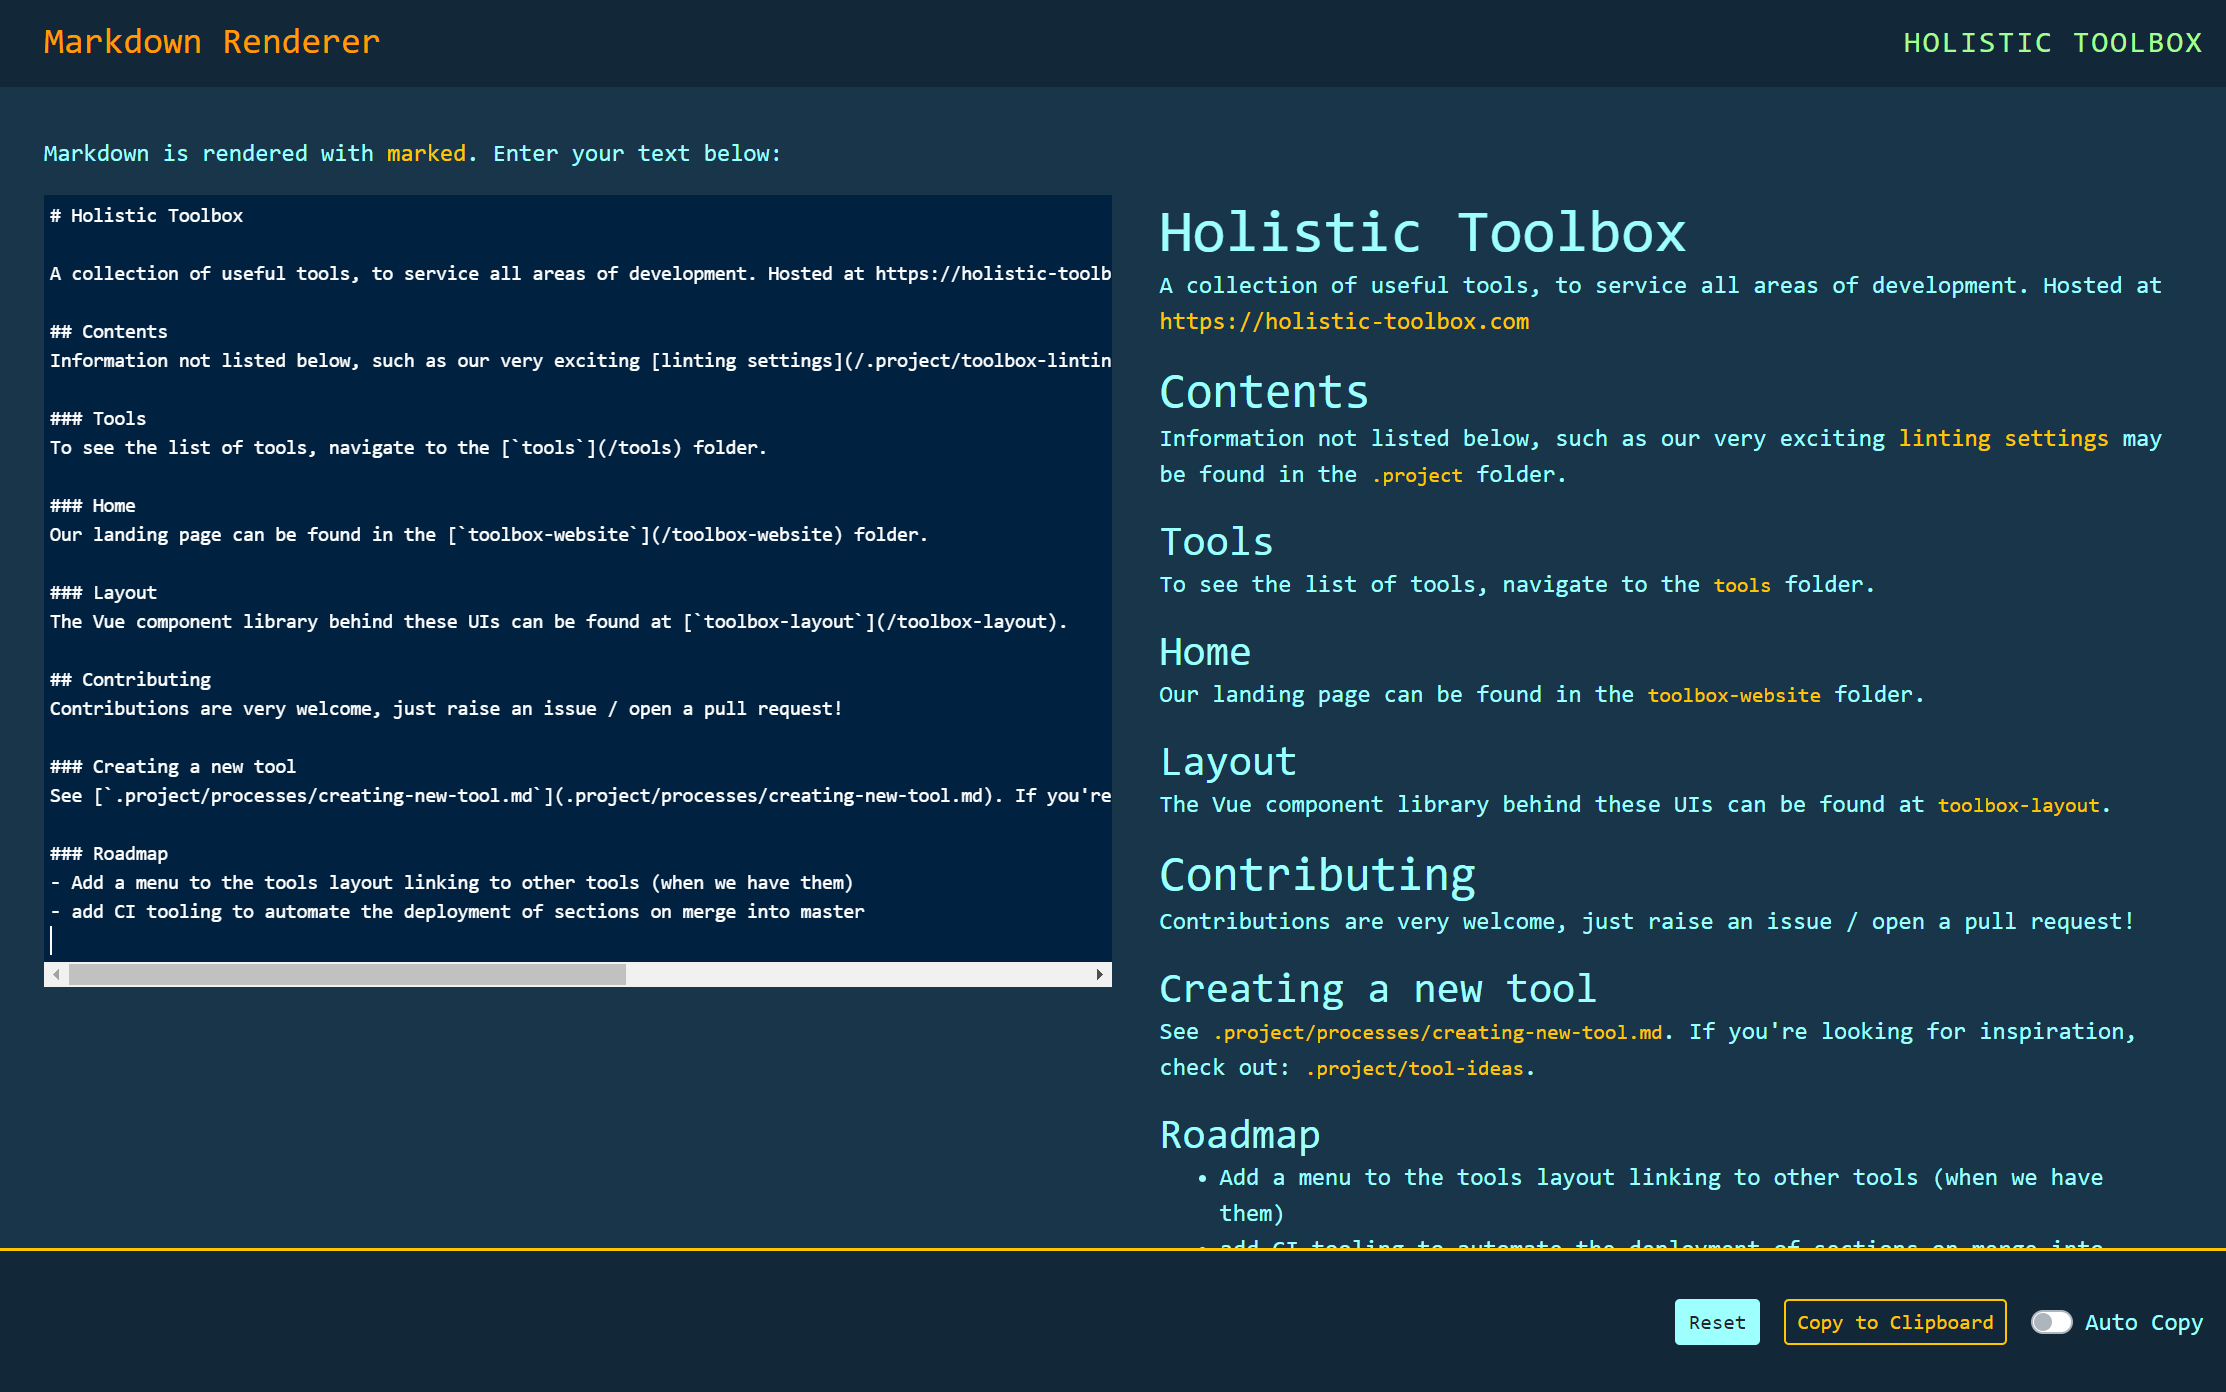 Markdown Renderer
HOLISTIC TOOLBOX
Markdown is rendered with marked. Enter your text below:
# Holistic Toolbox
A collection of useful tools, to service all areas of development. Hosted at https://holistic-toolb
## Contents
Information not listed below, such as our very exciting [linting settings](/.project/toolbox-lintin
### Tools
To see the list of tools, navigate to the [`tools`](/tools) folder.
### Home
Our landing page can be found in the [`toolbox-website`](/toolbox-website) folder.
### Layout
The Vue component library behind these UIs can be found at [`toolbox-layout`](/toolbox-layout).
## Contributing
Contributions are very welcome, just raise an issue / open a pull request!
### Creating a new tool
See [`.project/processes/creating-new-tool.md`](.project/processes/creating-new-tool.md). If you're
### Roadmap
- Add a menu to the tools layout linking to other tools (when we have them)
- add CI tooling to automate the deployment of sections on merge into master
Holistic Toolbox
A collection of useful tools, to service all areas of development. Hosted at
https://holistic-toolbox.com
Contents
Information not listed below, such as our very exciting linting settings may
be found in the .project folder.
Tools
To see the list of tools, navigate to the tools folder.
Home
Our landing page can be found in the toolbox-website folder.
Layout
The Vue component library behind these UIs can be found at toolbox-layout.
Contributing
Contributions are very welcome, just raise an issue / open a pull request!
Creating a new tool
See .project/processes/creating-new-tool.md. If you're looking for inspiration,
check out: .project/tool-ideas.
Roadmap
• Add a menu to the tools layout linking to other tools (when we have
them)
• add CI tooling to automate the deployment of sections on merge into
Reset
Copy to Clipboard
Auto Copy